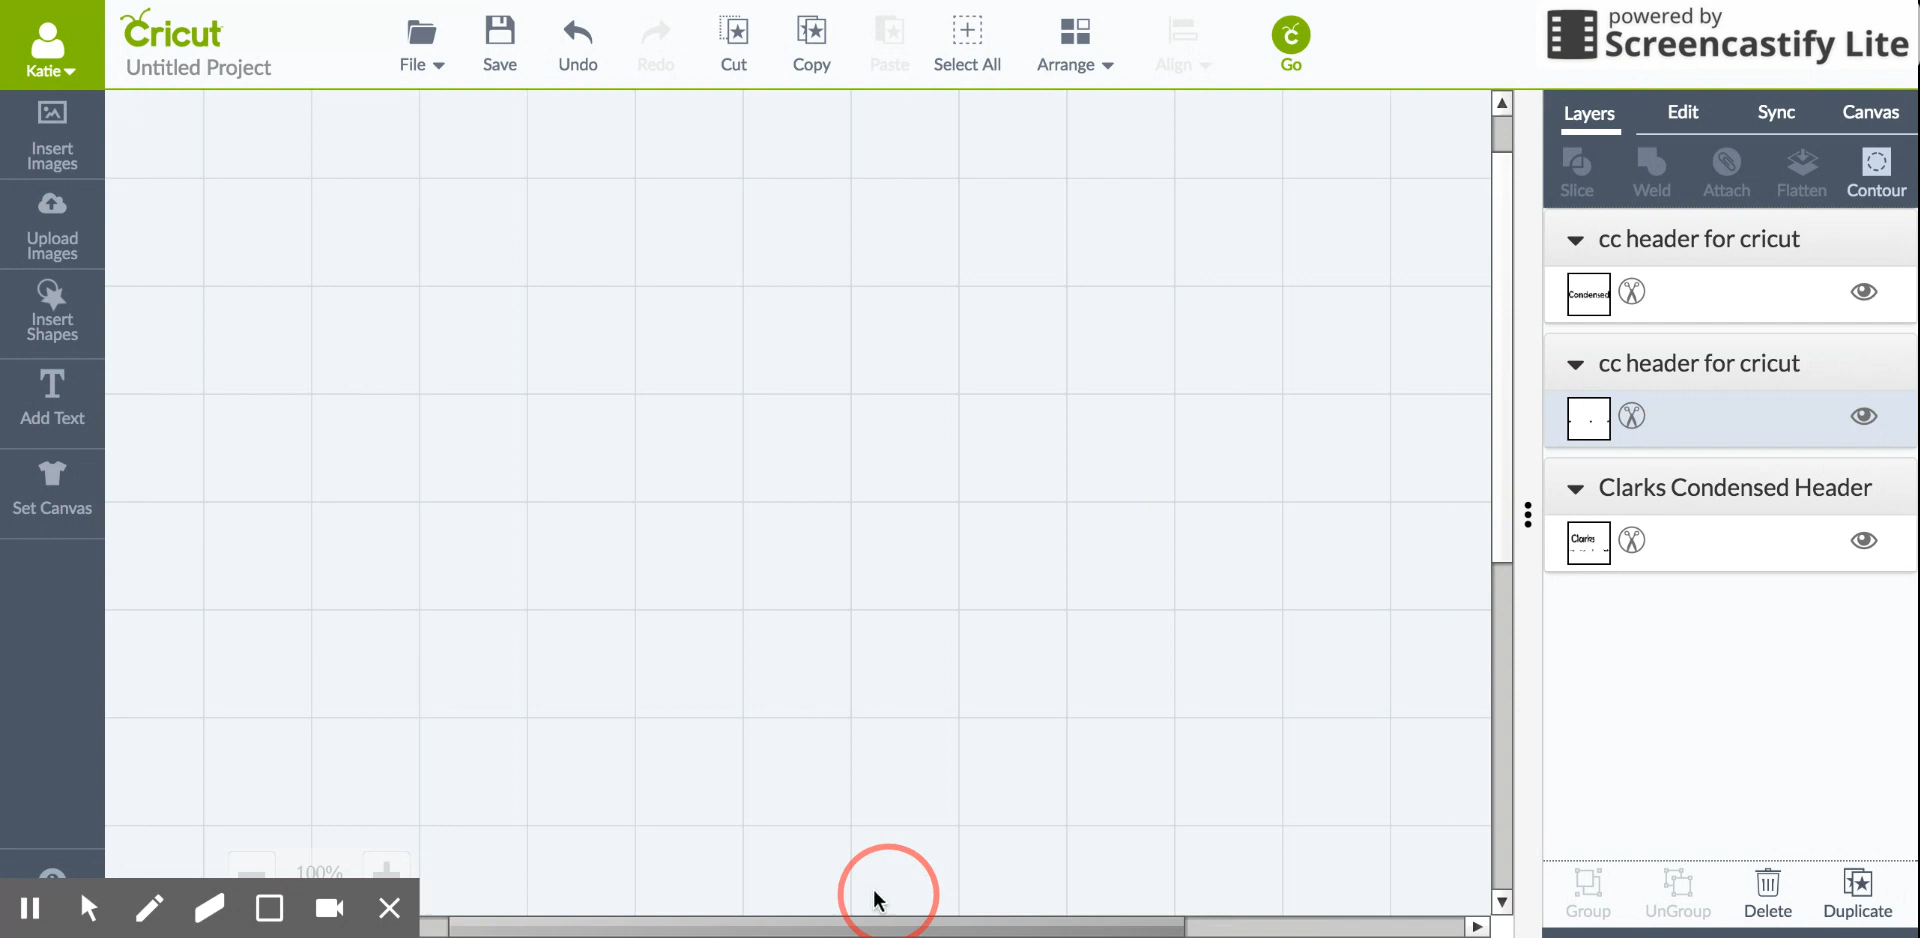 Cricut
Katie
Untitled Project
File
Save
Undo
Redo
Cut
Copy
Paste
Select All
Arrange
Align
Go
powered by
Screencastify Lite
Insert
Images
Upload
Images
Insert
Shapes
Add Text
Set Canvas
100%
Layers
Edit
Sync
Canvas
Slice
Weld
Attach
Flatten
Contour
cc header for cricut
Condensed
cc header for cricut
Clarks Condensed Header
Clarks
Group
UnGroup
Delete
Duplicate